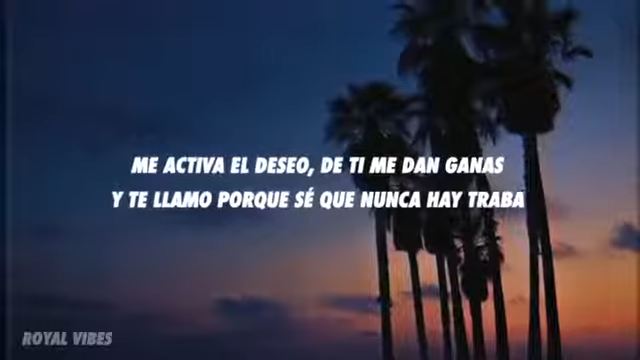 ME ACTIVA EL DESEO, DE TI ME DAN GANAS
Y TE LLAMO PORQUE SÉ QUE NUNCA HAY TRABA
ROYAL VIBES